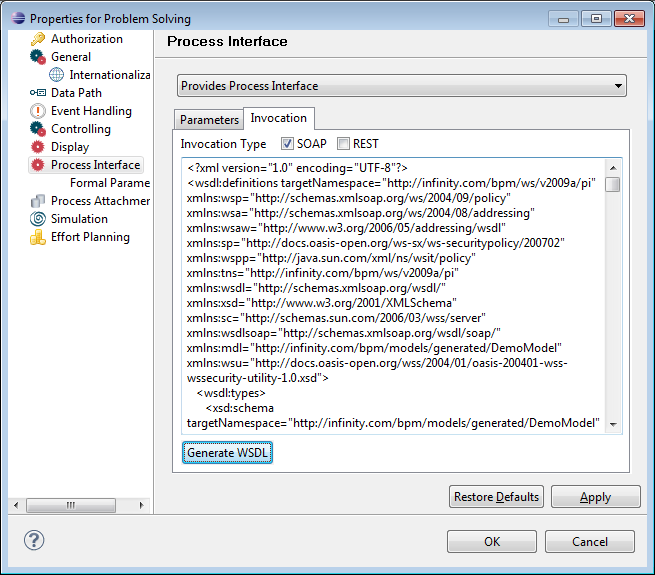 Properties for Problem Solving
Authorization
General
Internationaliza
Data Path
Event Handling
Controlling
Display
Process Interface
Formal Parame
Process Attachmen
Simulation
Effort Planning
Process Interface
Provides Process Interface
Parameters Invocation
Invocation Type SOAP REST
<?xml version="1.0" encoding="UTF-8"?>
<wsdl:definitions targetNamespace="http://infinity.com/bpm/ws/v2009a/pi"
xmlns:wsp="http://schemas.xmlsoap.org/ws/2004/09/policy"
xmlns:wsa="http://schemas.xmlsoap.org/ws/2004/08/addressing"
xmlns:wsaw="http://www.w3.org/2006/05/addressing/wsdl"
xmlns:sp="http://docs.oasis-open.org/ws-sx/ws-securitypolicy/200702"
xmlns:wspp="http://java.sun.com/xml/ns/wsit/policy"
xmlns:tns="http://infinity.com/bpm/ws/v2009a/pi"
xmlns:wsdl="http://schemas.xmlsoap.org/wsdl/"
xmlns:xsd="http://www.w3.org/2001/XMLSchema"
xmlns:sc="http://schemas.sun.com/2006/03/wss/server"
xmlns:wsdlsoap="http://schemas.xmlsoap.org/wsdl/soap/"
xmlns:mdl="http://infinity.com/bpm/models/generated/DemoModel"
xmlns:wsu="http://docs.oasis-open.org/wss/2004/01/oasis-200401-wss-
wssecurity-utility-1.0.xsd">
<wsdl:types>
<xsd:schema
targetNamespace="http://infinity.com/bpm/models/generated/DemoModel"
Generate WSDL
Restore Defaults Apply
OK Cancel